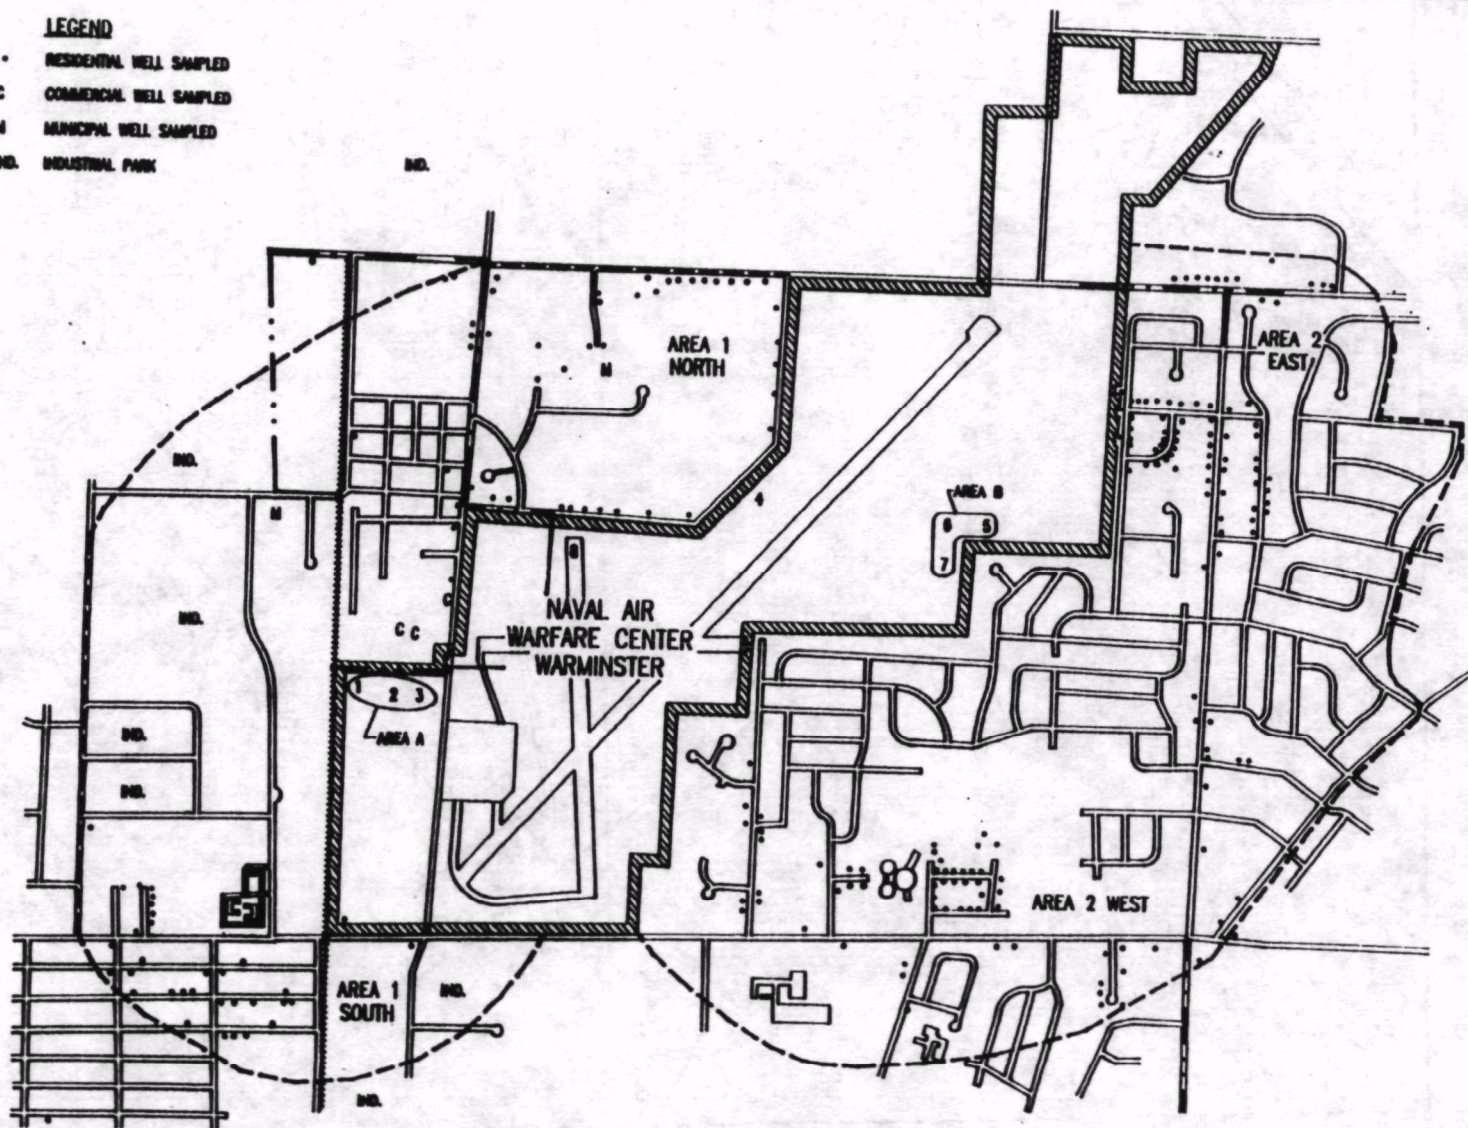 LEGEND
• RESIDENTIAL WELL SAMPLED
C COMMERCIAL WELL SAMPLED
M MUNICIPAL WELL SAMPLED
IND. INDUSTRIAL PARK
IND.
AREA 1
NORTH
M
AREA 2
EAST
IND.
M
4
AREA B
6 5
7
8
IND.
C
C C
NAVAL AIR
WARFARE CENTER
WARMINSTER
1 2 3
AREA A
IND.
IND.
AREA 2 WEST
AREA 1
SOUTH
IND.
IND.